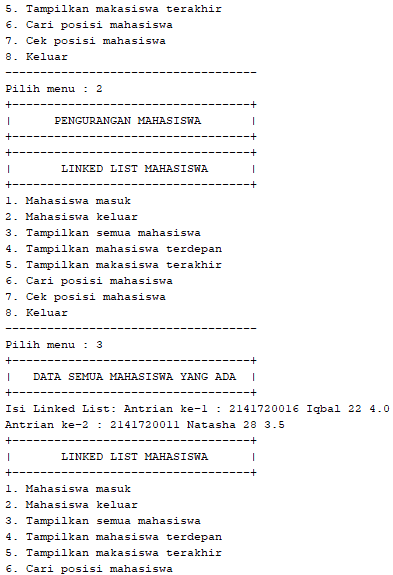 5. Tampilkan makasiswa terakhir
6. Cari posisi mahasiswa
7. Cek posisi mahasiswa
8. Keluar
------------------------------------
Pilih menu : 2
+----------------------------------+
|      PENGURANGAN MAHASISWA       |
+----------------------------------+
+----------------------------------+
|       LINKED LIST MAHASISWA      |
+----------------------------------+
1. Mahasiswa masuk
2. Mahasiswa keluar
3. Tampilkan semua mahasiswa
4. Tampilkan mahasiswa terdepan
5. Tampilkan makasiswa terakhir
6. Cari posisi mahasiswa
7. Cek posisi mahasiswa
8. Keluar
------------------------------------
Pilih menu : 3
+----------------------------------+
|   DATA SEMUA MAHASISWA YANG ADA  |
+----------------------------------+
Isi Linked List: Antrian ke-1 : 2141720016 Iqbal 22 4.0
Antrian ke-2 : 2141720011 Natasha 28 3.5
+----------------------------------+
|       LINKED LIST MAHASISWA      |
+----------------------------------+
1. Mahasiswa masuk
2. Mahasiswa keluar
3. Tampilkan semua mahasiswa
4. Tampilkan mahasiswa terdepan
5. Tampilkan makasiswa terakhir
6. Cari posisi mahasiswa